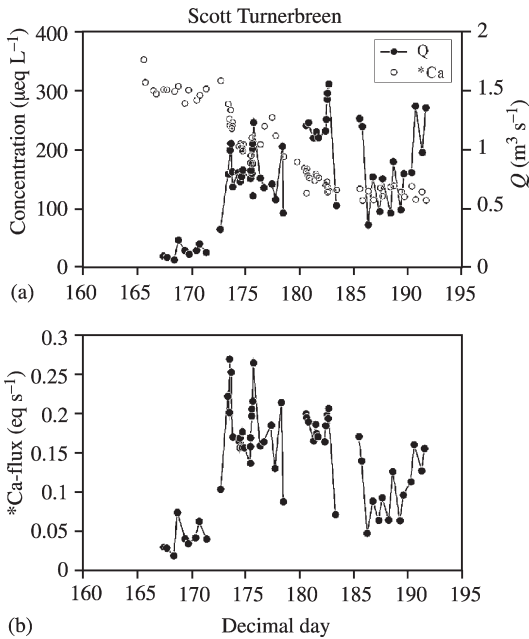 Scott Turnerbreen
400
300
200
100
0
Concentration (µeq L⁻¹)
2
1.5
1
0.5
0
Q (m³ s⁻¹)
Q
*Ca
160 165 170 175 180 185 190 195
(a)
0.3
0.25
0.2
0.15
0.1
0.05
0
*Ca-flux (eq s⁻¹)
160 165 170 175 180 185 190 195
(b)
Decimal day